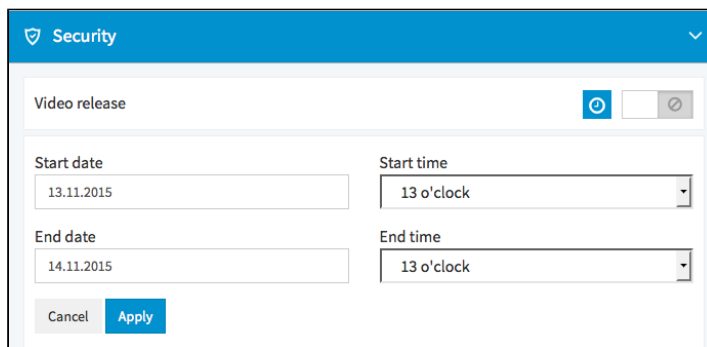 Security
Video release
Start date Start time
13.11.2015 13 o'clock
End date End time
14.11.2015 13 o'clock
Cancel Apply